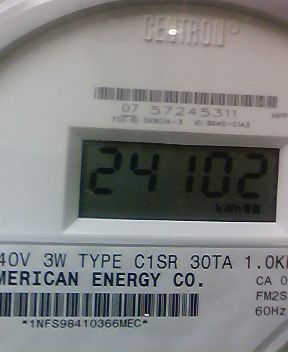 CENTRON®
07 57245311
24102
kWh
40V 3W TYPE C1SR 30TA 1.0K
MERICAN ENERGY CO.
CA 0
FM2S
60Hz
*1NFS98410366MEC*